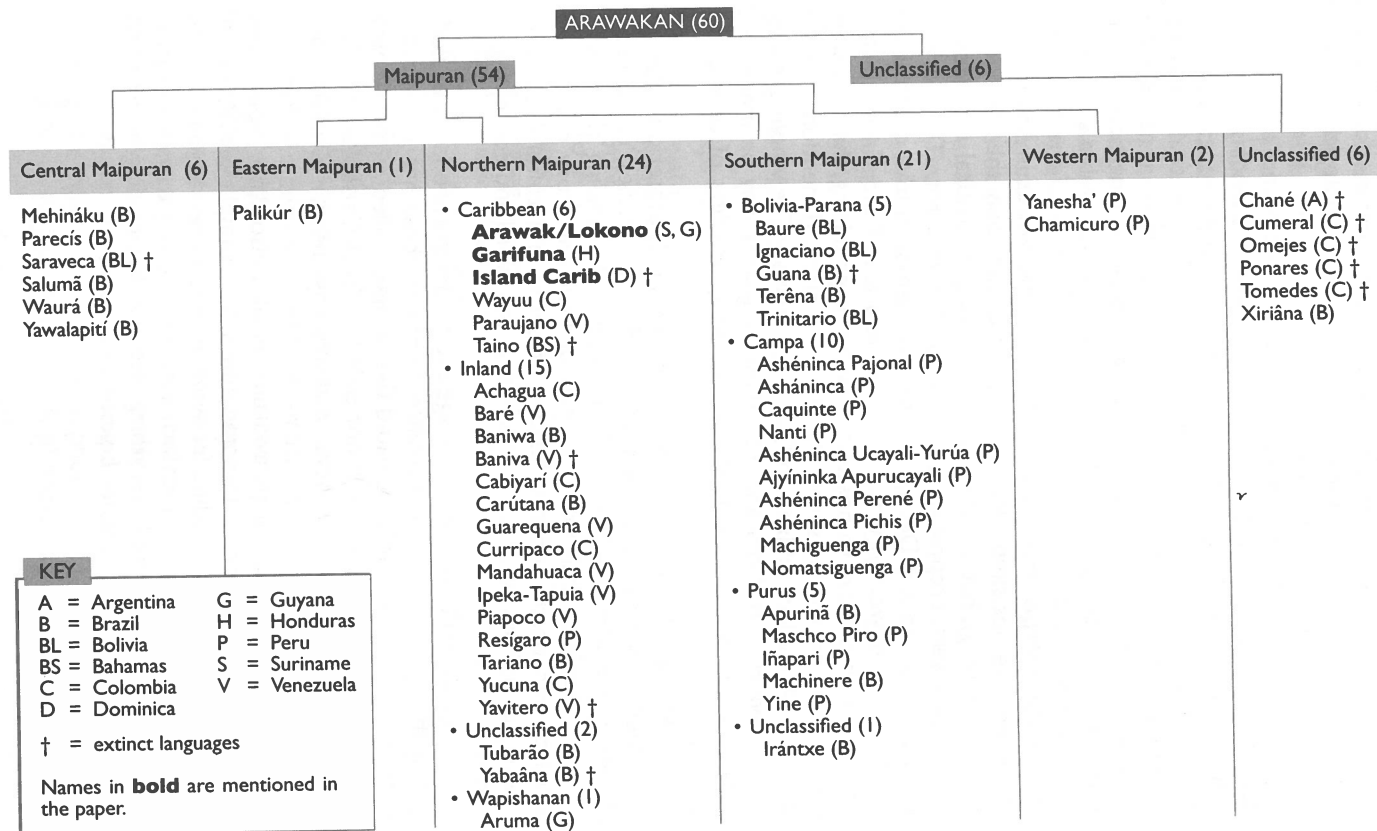 ARAWAKAN (60)
Maipuran (54)
Unclassified (6)
Central Maipuran (6)
Mehináku (B)
Parecís (B)
Saraveca (BL) †
Salumã (B)
Waurá (B)
Yawalapití (B)
Eastern Maipuran (1)
Palikúr (B)
Northern Maipuran (24)
• Caribbean (6)
Arawak/Lokono (S, G)
Garifuna (H)
Island Carib (D) †
Wayuu (C)
Paraujano (V)
Taino (BS) †
• Inland (15)
Achagua (C)
Baré (V)
Baniwa (B)
Baniva (V) †
Cabiyarí (C)
Carútana (B)
Guarequena (V)
Curripaco (C)
Mandahuaca (V)
Ipeka-Tapuia (V)
Piapoco (V)
Resígaro (P)
Tariano (B)
Yucuna (C)
Yavitero (V) †
• Unclassified (2)
Tubarão (B)
Yabaâna (B) †
• Wapishanan (1)
Aruma (G)
Southern Maipuran (21)
• Bolivia-Parana (5)
Baure (BL)
Ignaciano (BL)
Guana (B) †
Terêna (B)
Trinitario (BL)
• Campa (10)
Ashéninca Pajonal (P)
Asháninca (P)
Caquinte (P)
Nanti (P)
Ashéninca Ucayali-Yurúa (P)
Ajyíninka Apurucayali (P)
Ashéninca Perené (P)
Ashéninca Pichis (P)
Machiguenga (P)
Nomatsiguenga (P)
• Purus (5)
Apurinã (B)
Maschco Piro (P)
Iñapari (P)
Machinere (B)
Yine (P)
• Unclassified (1)
Irántxe (B)
Western Maipuran (2)
Yanesha' (P)
Chamicuro (P)
Unclassified (6)
Chané (A) †
Cumeral (C) †
Omejes (C) †
Ponares (C) †
Tomedes (C) †
Xiriâna (B)
KEY
A = Argentina
B = Brazil
BL = Bolivia
BS = Bahamas
C = Colombia
D = Dominica
G = Guyana
H = Honduras
P = Peru
S = Suriname
V = Venezuela
† = extinct languages
Names in bold are mentioned in
the paper.